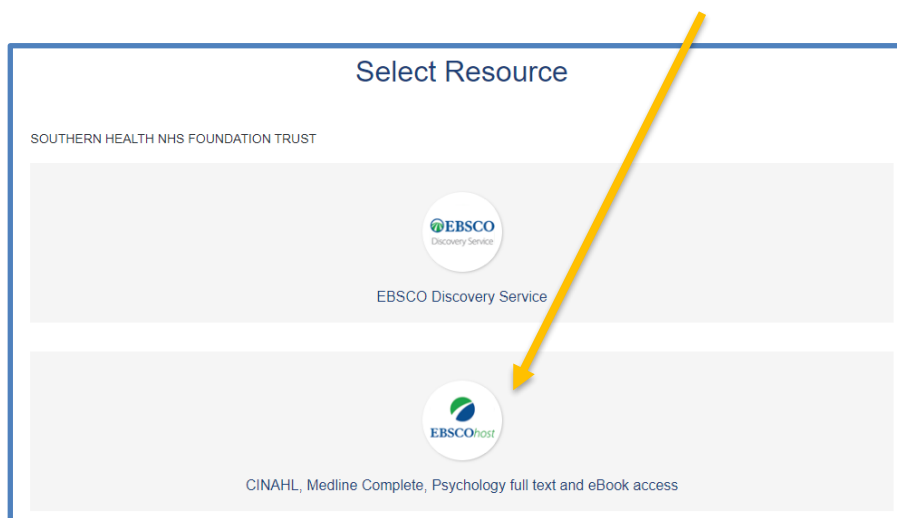 Select Resource
SOUTHERN HEALTH NHS FOUNDATION TRUST
EBSCO
Discovery Service
EBSCO Discovery Service
EBSCOhost
CINAHL, Medline Complete, Psychology full text and eBook access